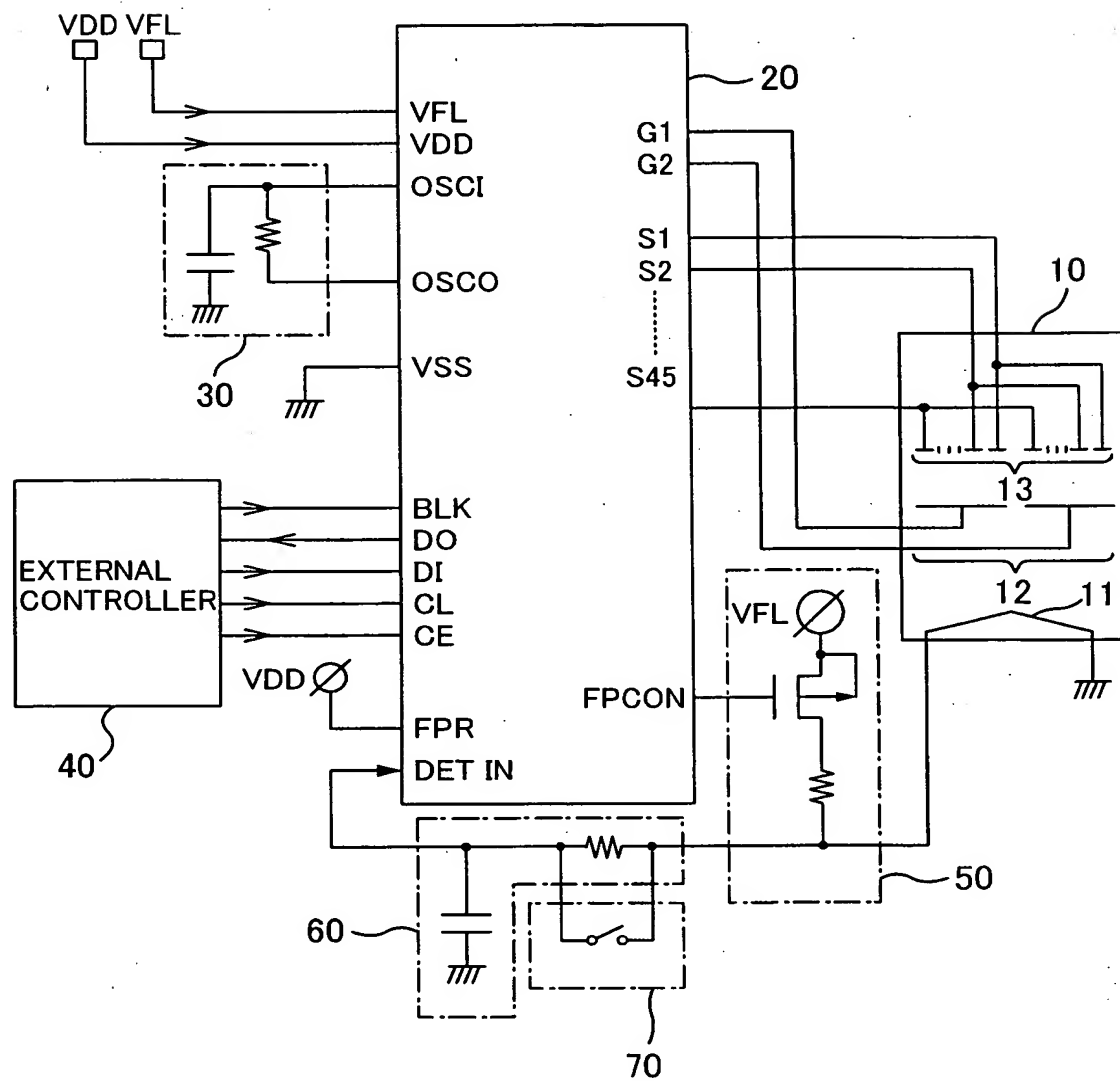 VDD VFL
20
VFL
VDD
OSCI
OSCO
VSS
30
G1
G2
S1
S2
S45
10
13
12
11
EXTERNAL
CONTROLLER
40
BLK
DO
DI
CL
CE
VDD
FPR
DET IN
FPCON
VFL
50
60
70